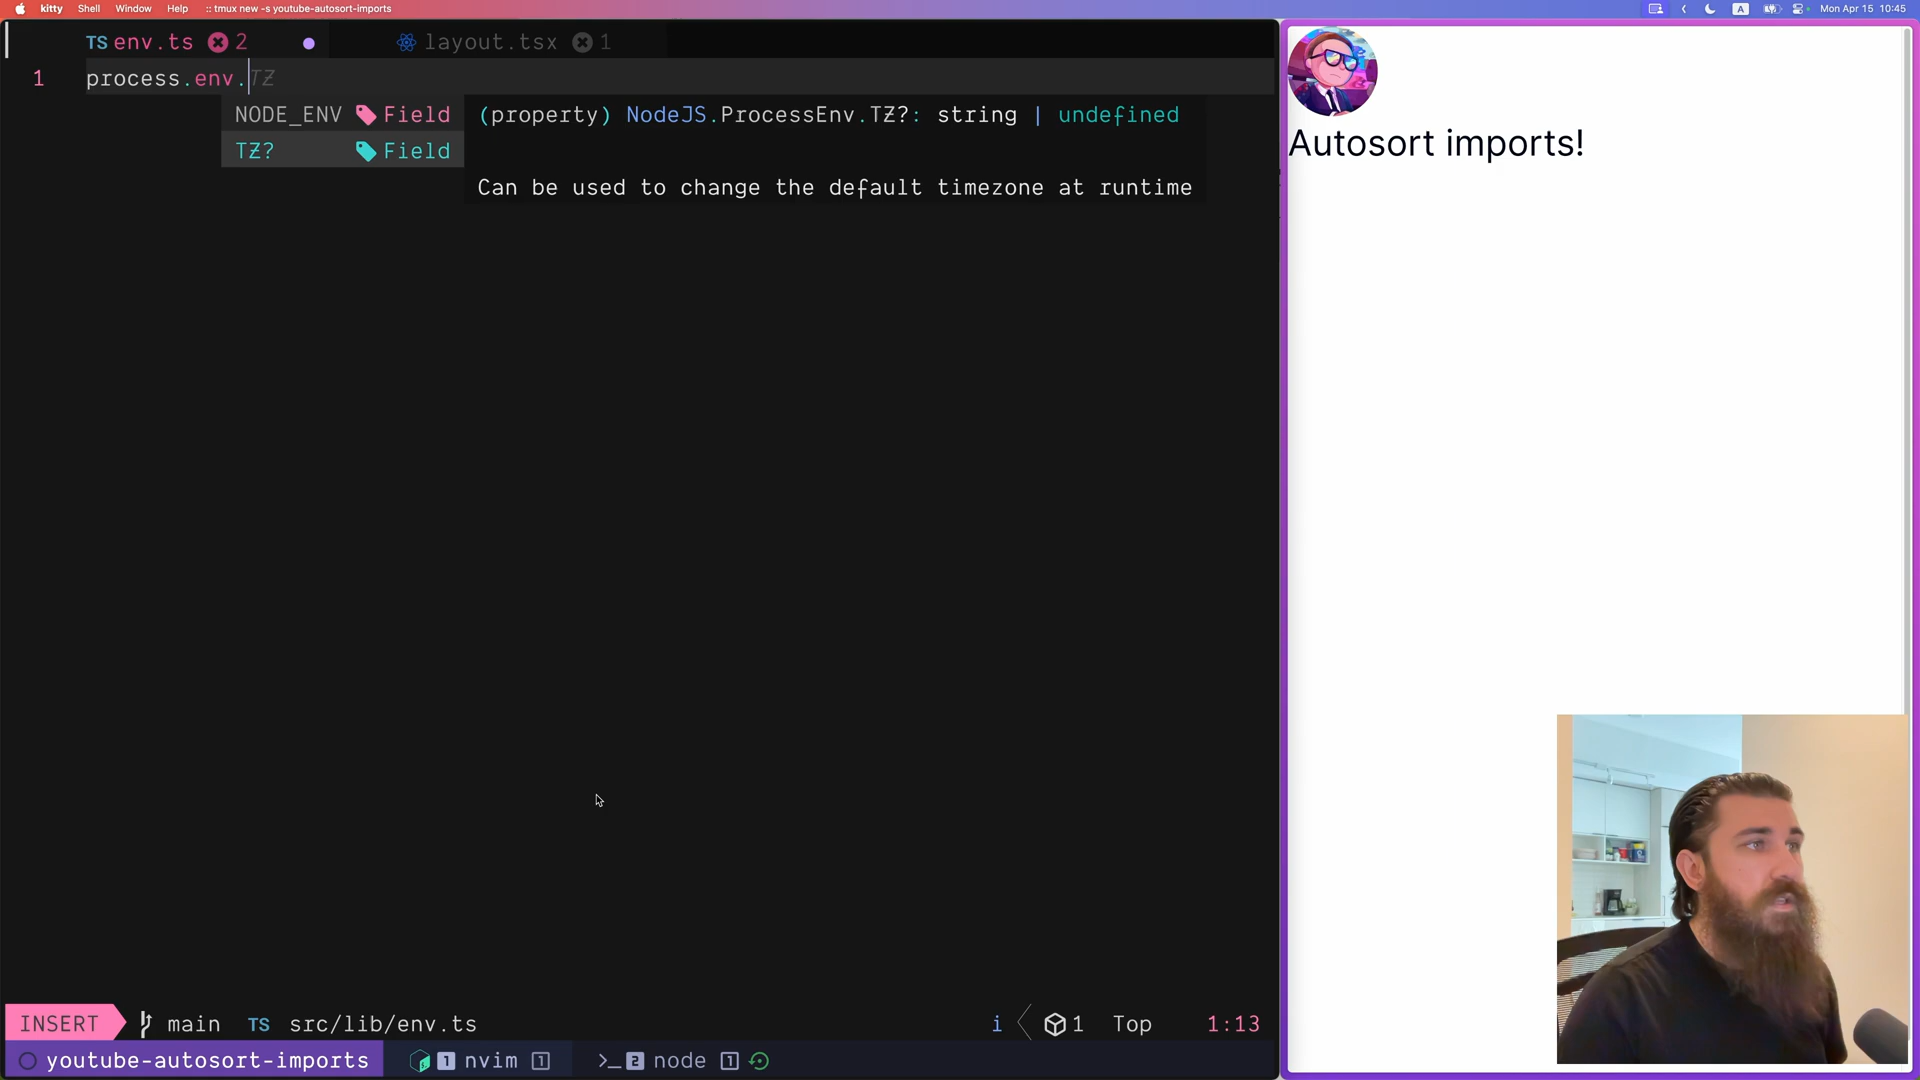 kitty Shell Window Help :: tmux new -s youtube-autosort-imports A Mon Apr 15 10:45
TS env.ts 2 layout.tsx 1
1 process.env.TZ
NODE_ENV Field
TZ? Field
(property) NodeJS.ProcessEnv.TZ?: string | undefined
Can be used to change the default timezone at runtime
Autosort imports!
INSERT main TS src/lib/env.ts i 1 Top 1:13
youtube-autosort-imports 1 nvim 1 >_ 2 node 1